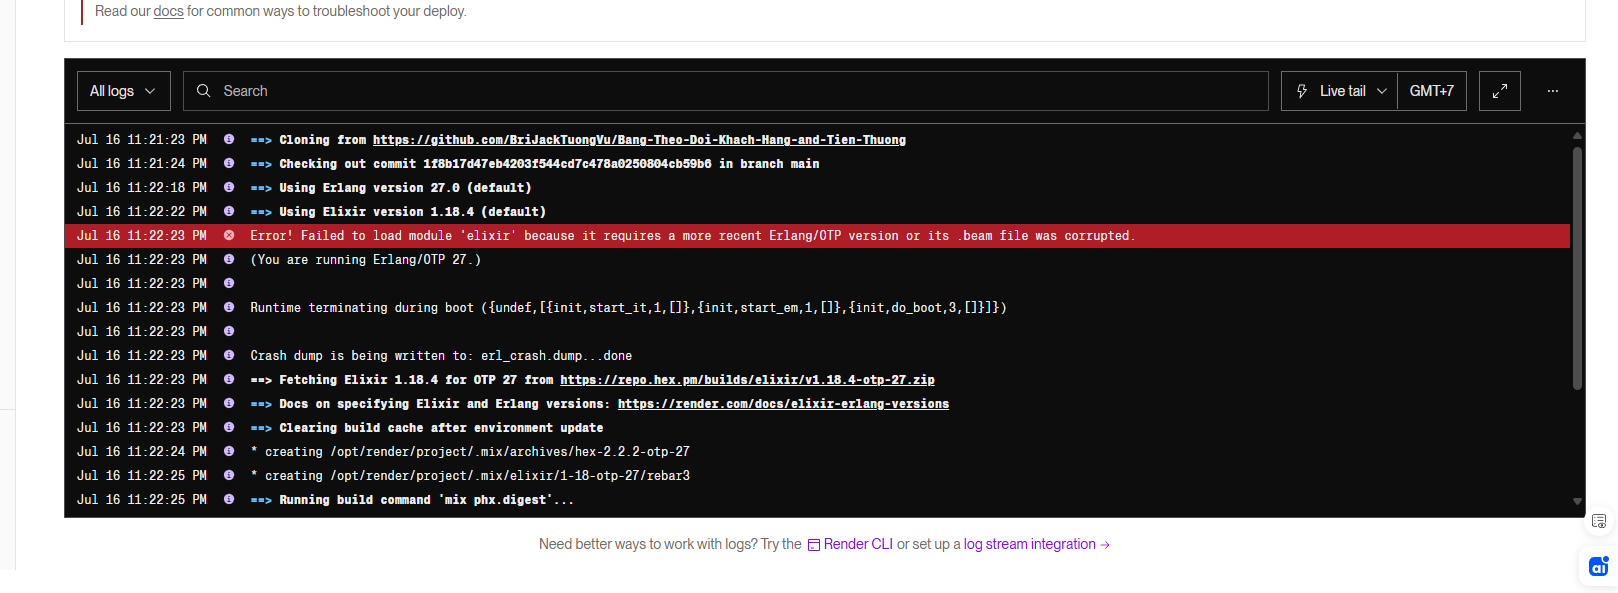 Read our docs for common ways to troubleshoot your deploy.
All logs
Search
Live tail
GMT+7
...
Jul 16 11:21:23 PM ==> Cloning from https://github.com/BriJackTuongVu/Bang-Theo-Doi-Khach-Hang-and-Tien-Thuong
Jul 16 11:21:24 PM ==> Checking out commit 1f8b17d47eb4203f544cd7c478a0250804cb59b6 in branch main
Jul 16 11:22:18 PM ==> Using Erlang version 27.0 (default)
Jul 16 11:22:22 PM ==> Using Elixir version 1.18.4 (default)
Jul 16 11:22:23 PM Error! Failed to load module 'elixir' because it requires a more recent Erlang/OTP version or its .beam file was corrupted.
Jul 16 11:22:23 PM (You are running Erlang/OTP 27.)
Jul 16 11:22:23 PM
Jul 16 11:22:23 PM Runtime terminating during boot ({undef,[{init,start_it,1,[]},{init,start_em,1,[]},{init,do_boot,3,[]}]})
Jul 16 11:22:23 PM
Jul 16 11:22:23 PM Crash dump is being written to: erl_crash.dump...done
Jul 16 11:22:23 PM ==> Fetching Elixir 1.18.4 for OTP 27 from https://repo.hex.pm/builds/elixir/v1.18.4-otp-27.zip
Jul 16 11:22:23 PM ==> Docs on specifying Elixir and Erlang versions: https://render.com/docs/elixir-erlang-versions
Jul 16 11:22:23 PM ==> Clearing build cache after environment update
Jul 16 11:22:24 PM * creating /opt/render/project/.mix/archives/hex-2.2.2-otp-27
Jul 16 11:22:25 PM * creating /opt/render/project/.mix/elixir/1-18-otp-27/rebar3
Jul 16 11:22:25 PM ==> Running build command 'mix phx.digest'...
Need better ways to work with logs? Try the Render CLI or set up a log stream integration →
ai